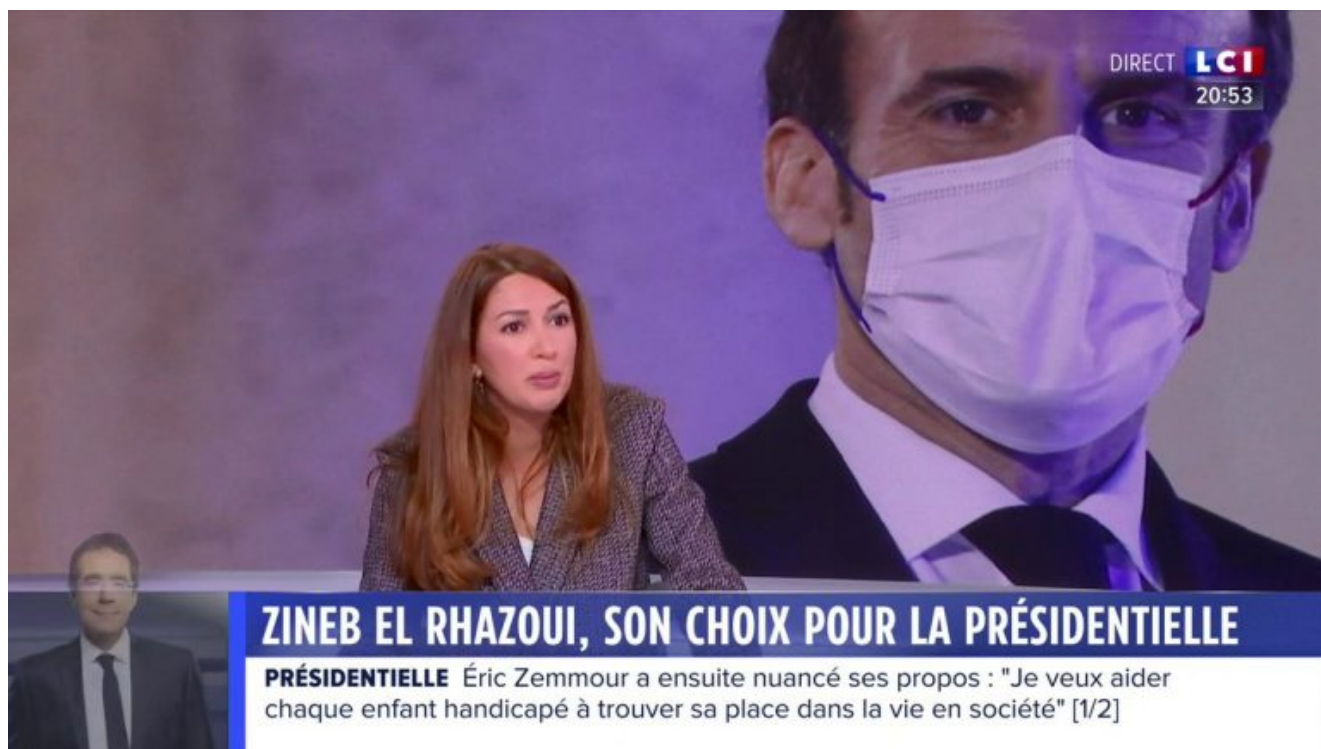 DIRECT LCI
20:53
ZINEB EL RHAZOUI, SON CHOIX POUR LA PRÉSIDENTIELLE
PRÉSIDENTIELLE Éric Zemmour a ensuite nuancé ses propos : "Je veux aider
chaque enfant handicapé à trouver sa place dans la vie en société" [1/2]